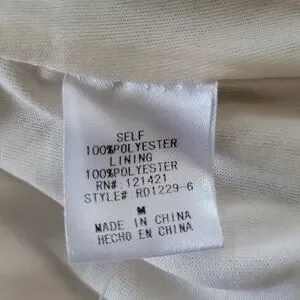 SELF
100%POLYESTER
LINING
100%POLYESTER
RN# 121421
STYLE# RD1229-6
M
MADE IN CHINA
HECHO EN CHINA